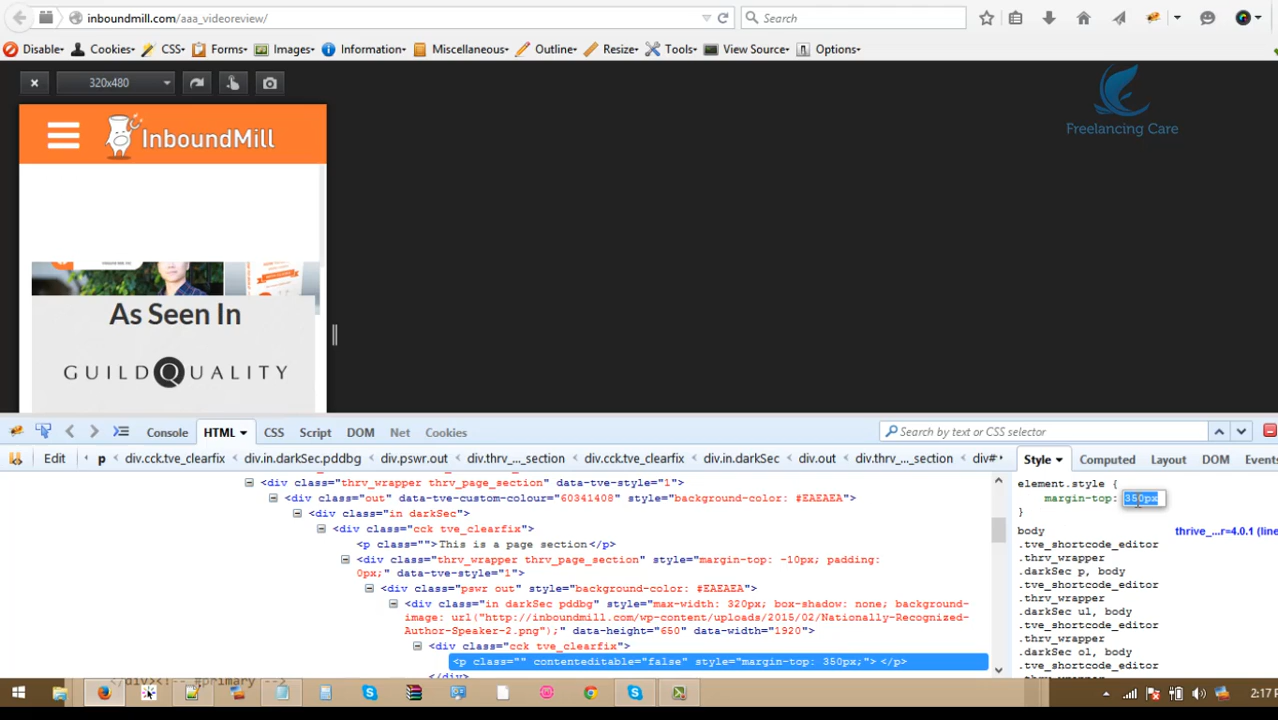 inboundmill.com/aaa_videoreview/
Search
Disable▾ Cookies▾ CSS▾ Forms▾ Images▾ Information▾ Miscellaneous▾ Outline▾ Resize▾ Tools▾ View Source▾ Options▾
320x480
Freelancing Care
InboundMill
As Seen In
GUILDQUALITY
Console HTML CSS Script DOM Net Cookies
Search by text or CSS selector
Edit p div.cck.tve_clearfix div.in.darkSec.pddbg div.pswr.out div.thrv_..._section div.cck.tve_clearfix div.in.darkSec div.out div.thrv_..._section div#
Style Computed Layout DOM Events
<div class="thrv_wrapper thrv_page_section" data-tve-style="1">
<div class="out" data-tve-custom-colour="60341408" style="background-color: #EAEAEA">
<div class="in darkSec">
<div class="cck tve_clearfix">
<p class="">This is a page section</p>
<div class="thrv_wrapper thrv_page_section" style="margin-top: -10px; padding:
0px;" data-tve-style="1">
<div class="pswr out" style="background-color: #EAEAEA">
<div class="in darkSec pddbg" style="max-width: 320px; box-shadow: none; background-
image: url("http://inboundmill.com/wp-content/uploads/2015/02/Nationally-Recognized-
Author-Speaker-2.png");" data-height="650" data-width="1920">
<div class="cck tve_clearfix">
<p class="" contenteditable="false" style="margin-top: 350px;"> </p>
</div>
element.style {
margin-top: 350px
}
body thrive_...r=4.0.1 (line
.tve_shortcode_editor
.thrv_wrapper
.darkSec p, body
.tve_shortcode_editor
.thrv_wrapper
.darkSec ul, body
.tve_shortcode_editor
.thrv_wrapper
.darkSec ol, body
.tve_shortcode_editor
</div><!-- #primary -->
2:17 P